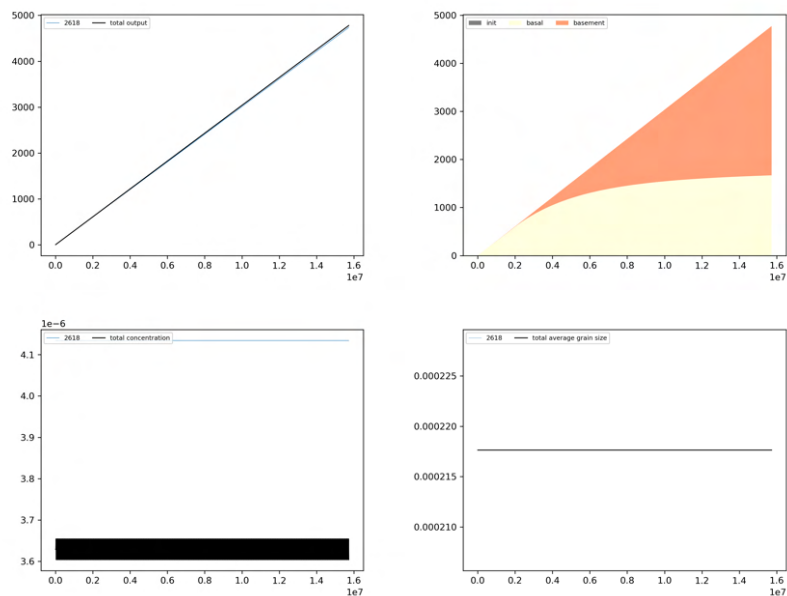 2618 total output
5000
4000
3000
2000
1000
0
0.0 0.2 0.4 0.6 0.8 1.0 1.2 1.4 1.6
1e7
init basal basement
5000
4000
3000
2000
1000
0
0.0 0.2 0.4 0.6 0.8 1.0 1.2 1.4 1.6
1e7
1e−6
2618 total concentration
4.1
4.0
3.9
3.8
3.7
3.6
0.0 0.2 0.4 0.6 0.8 1.0 1.2 1.4 1.6
1e7
2618 total average grain size
0.000225
0.000220
0.000215
0.000210
0.0 0.2 0.4 0.6 0.8 1.0 1.2 1.4 1.6
1e7